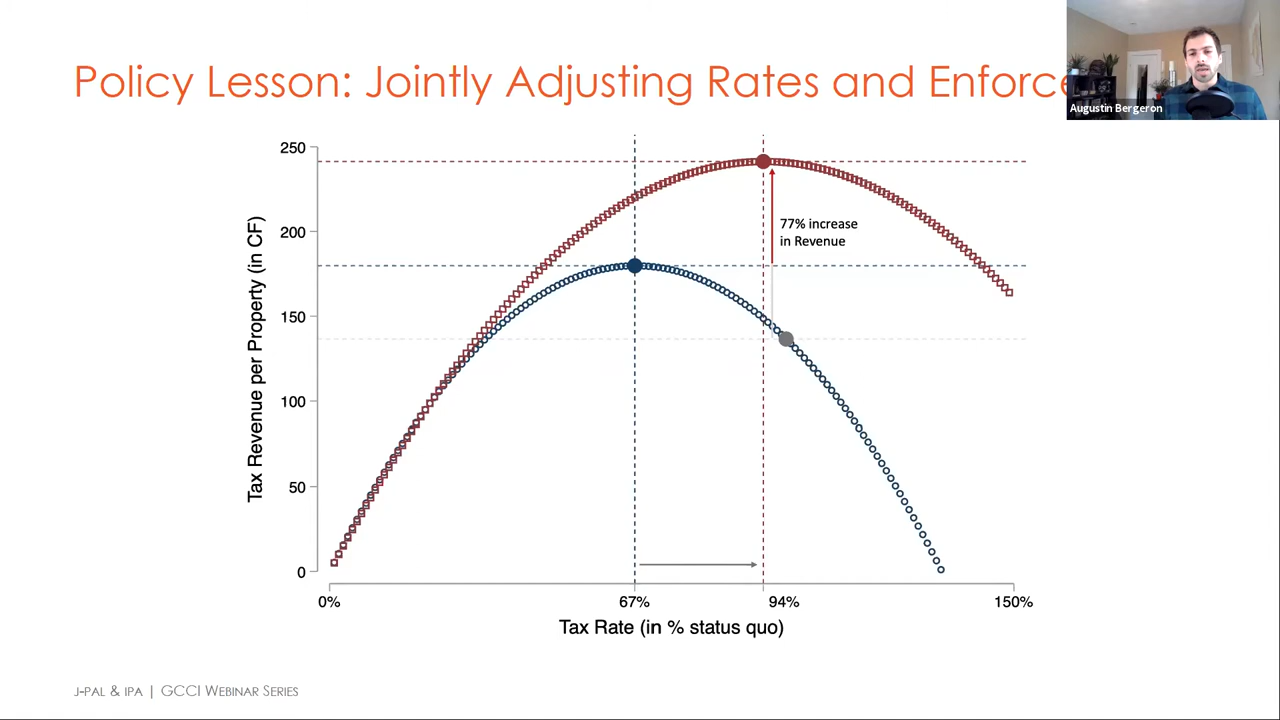 Policy Lesson: Jointly Adjusting Rates and Enforce
Augustin Bergeron
250
200
150
100
50
0
Tax Revenue per Property (in CF)
77% increase
in Revenue
0% 67% 94% 150%
Tax Rate (in % status quo)
J-PAL & IPA | GCCI WEBINAR SERIES